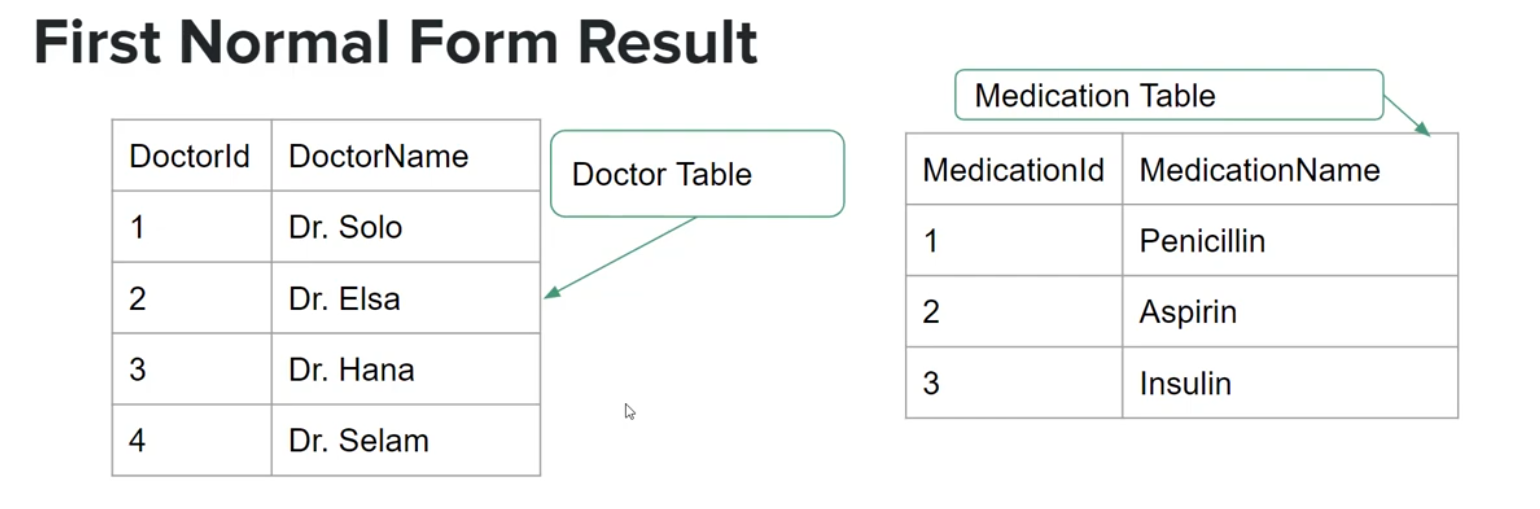 First Normal Form Result
DoctorId DoctorName
1 Dr. Solo
2 Dr. Elsa
3 Dr. Hana
4 Dr. Selam
Doctor Table
Medication Table
MedicationId MedicationName
1 Penicillin
2 Aspirin
3 Insulin